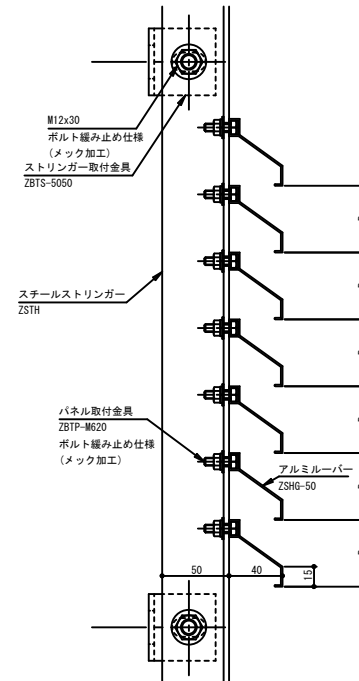 M12x30
ボルト緩み止め仕様
(メック加工)
ストリンガー取付金具
ZBTS-5050
スチールストリンガー
ZSTH
パネル取付金具
ZBTP-M620
ボルト緩み止め仕様
(メック加工)
アルミルーバー
ZSHG-50
50
40
15